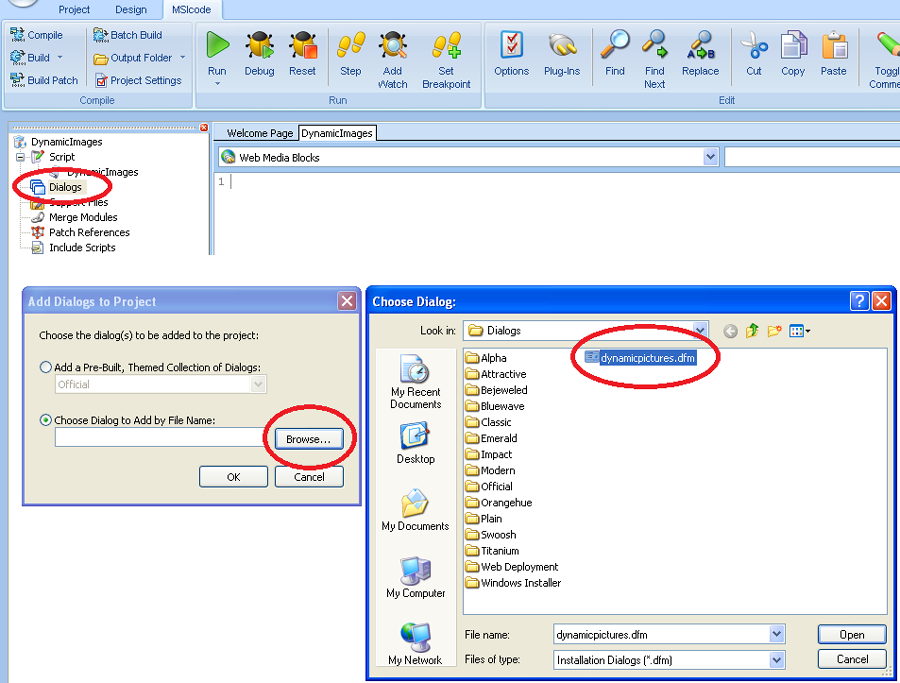 Project Design MSIcode
Compile Batch Build
Build Output Folder
Build Patch Project Settings
Compile
Run Debug Reset Step Add Watch Set Breakpoint
Run
Options Plug-Ins
Find Find Next Replace Cut Copy Paste Toggl Comme
Edit
DynamicImages
Script
DynamicImages
Dialogs
Support Files
Merge Modules
Patch References
Include Scripts
Welcome Page DynamicImages
Web Media Blocks
1
Add Dialogs to Project
Choose the dialog(s) to be added to the project:
Add a Pre-Built, Themed Collection of Dialogs:
Official
Choose Dialog to Add by File Name:
Browse...
OK Cancel
Choose Dialog:
Look in: Dialogs
My Recent Documents
Desktop
My Documents
My Computer
My Network
Alpha
Attractive
Bejeweled
Bluewave
Classic
Emerald
Impact
Modern
Official
Orangehue
Plain
Swoosh
Titanium
Web Deployment
Windows Installer
dynamicpictures.dfm
File name: dynamicpictures.dfm Open
Files of type: Installation Dialogs (*.dfm) Cancel